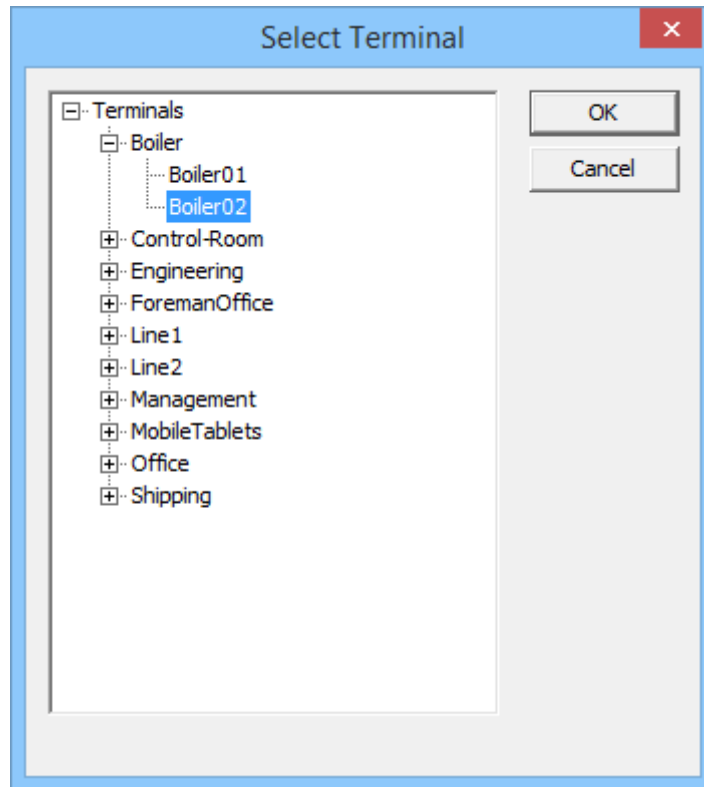 Select Terminal
Terminals
OK
Boiler
Boiler01
Cancel
Boiler02
Control-Room
Engineering
ForemanOffice
Line1
Line2
Management
MobileTablets
Office
Shipping